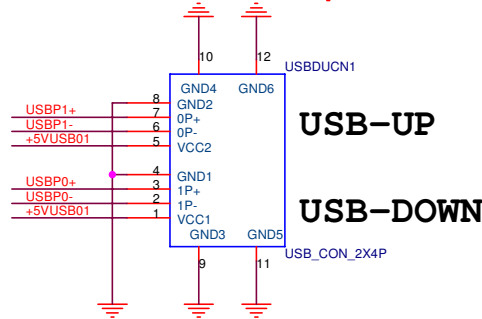 10 12
USBDUCN1
GND4 GND6
8 GND2
USBP1+ 7 0P+
USBP1- 6 0P-
+5VUSB01 5 VCC2
USB-UP
4 GND1
USBP0+ 3 1P+
USBP0- 2 1P-
+5VUSB01 1 VCC1
USB-DOWN
GND3 GND5
USB_CON_2X4P
9 11